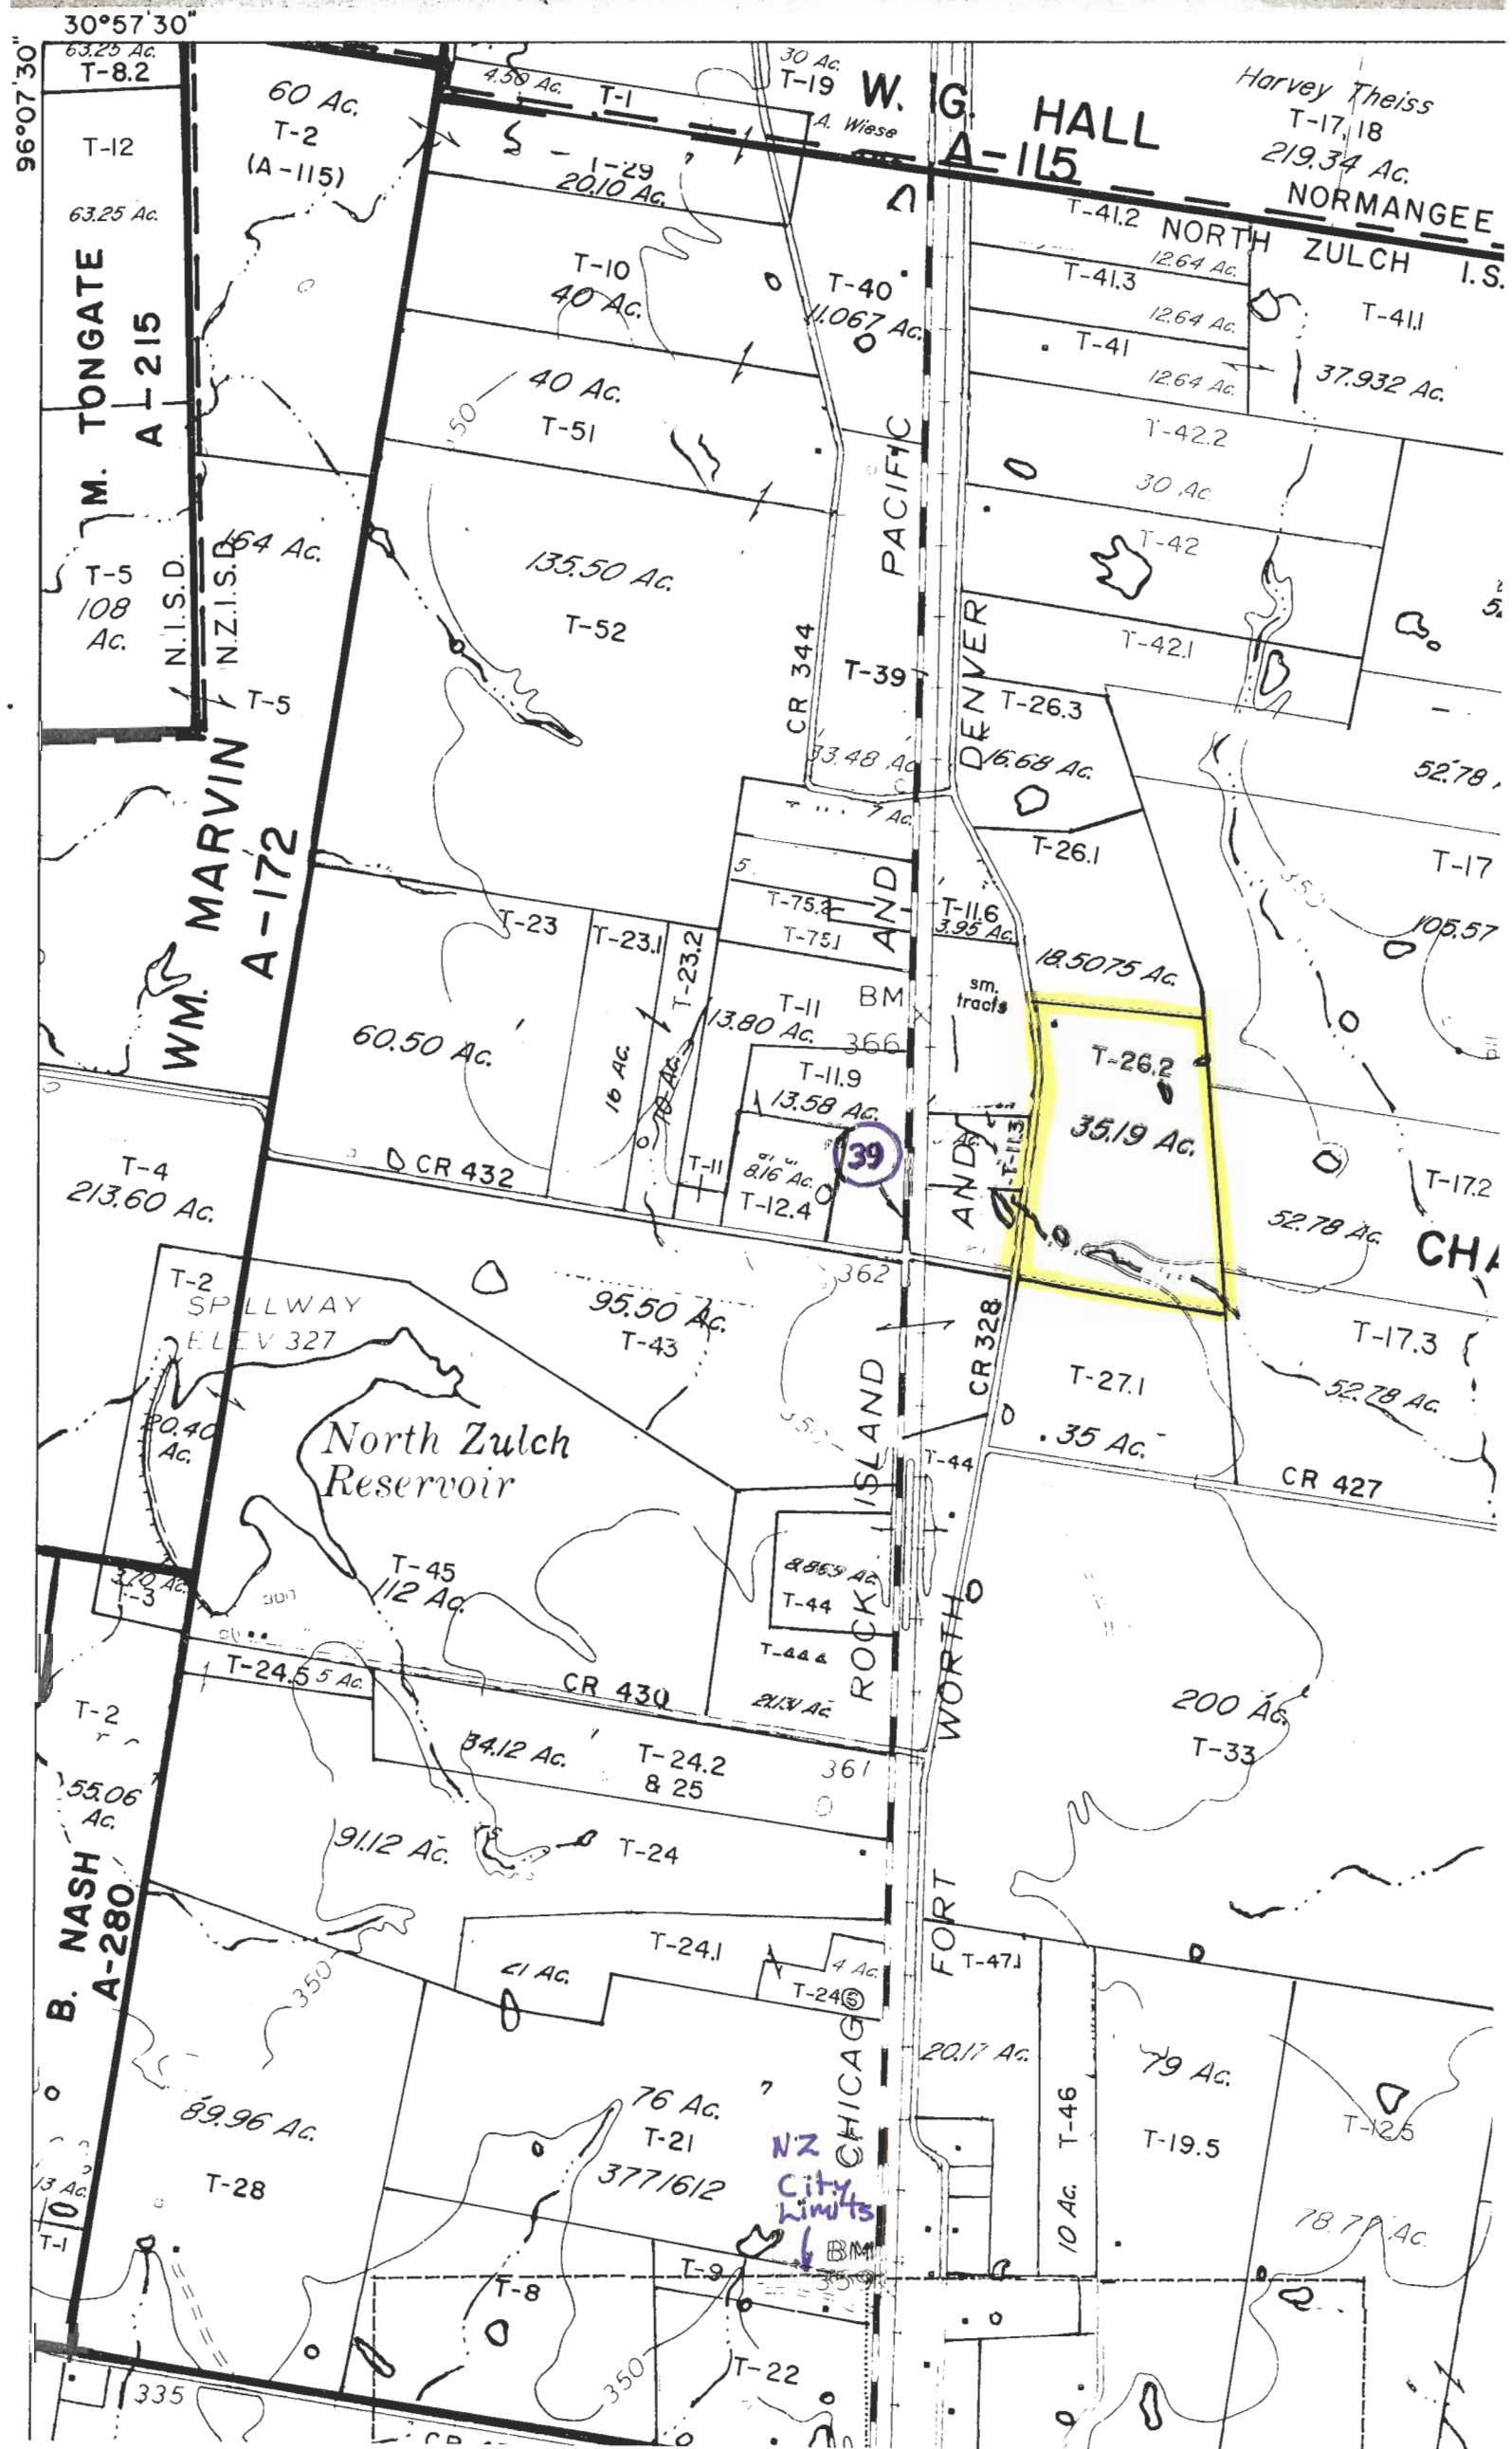 30°57'30"
96°07'30"
63.25 Ac.
T-8.2
T-12
63.25 Ac.
60 Ac.
T-2
(A-115)
4.50 Ac.
T-1
30 Ac.
T-19
A. Wiese
W. G. HALL
A-115
Harvey Theiss
T-17, 18
219.34 Ac.
NORMANGEE
NORTH ZULCH I.S.
T-29
20.10 Ac.
T-10
40 Ac.
T-40
11.067 Ac.
T-41.2
12.64 Ac.
T-41.3
12.64 Ac.
T-41
12.64 Ac.
T-41.1
37.932 Ac.
M. TONGATE
A-215
40 Ac.
T-51
50
T-42.2
30 Ac.
T-42
T-42.1
T-5
108
Ac.
N.I.S.D.
N.Z.I.S.D.
164 Ac.
T-5
135.50 Ac.
T-52
CR 344
T-39
33.48 Ac
PACIFIC
DENVER
T-26.3
16.68 Ac.
52.78
7 Ac.
T-26.1
18.5075 Ac.
T-17
105.57
350
WM. MARVIN
A-172
5.
T-75.2
T-75.1
AND
T-11.6
3.95 Ac.
sm.
tracts
T-23
60.50 Ac.
T-23.1
16 Ac.
T-23.2
10 Ac.
T-11
13.80 Ac.
BM
366
T-11.9
13.58 Ac.
39
8.16 Ac.
T-12.4
T-11
AND
T-11.3
T-26.2
35.19 Ac.
T-17.2
52.78 Ac.
CHA
CR 432
T-4
213.60 Ac.
362
95.50 Ac.
T-43
T-2
SPILLWAY
ELEV 327
20.40
Ac.
North Zulch
Reservoir
CR 328
T-27.1
35 Ac.
T-17.3
52.78 Ac.
CR 427
350
T-44
ISLAND
T-45
112 Ac.
300
8.869 Ac.
T-44
T-44.4
ROCK
WORTH
3.70 Ac.
T-3
T-24.5 5 Ac.
CR 430
200 Ac.
T-33
T-2
55.06
Ac.
34.12 Ac.
T-24.2
& 25
361
91.12 Ac.
T-24
B. NASH
A-280
T-24.1
21 Ac.
4 Ac.
T-24.5
FORT
T-47.1
20.17 Ac.
350
10 Ac. T-46
79 Ac.
T-19.5
T-12.5
78.77 Ac.
89.96 Ac.
T-28
76 Ac.
T-21
3771612
CHICAGO
NZ
City
Limits
BM
359
13 Ac.
T-1
T-8
T-9
T-22
350
335